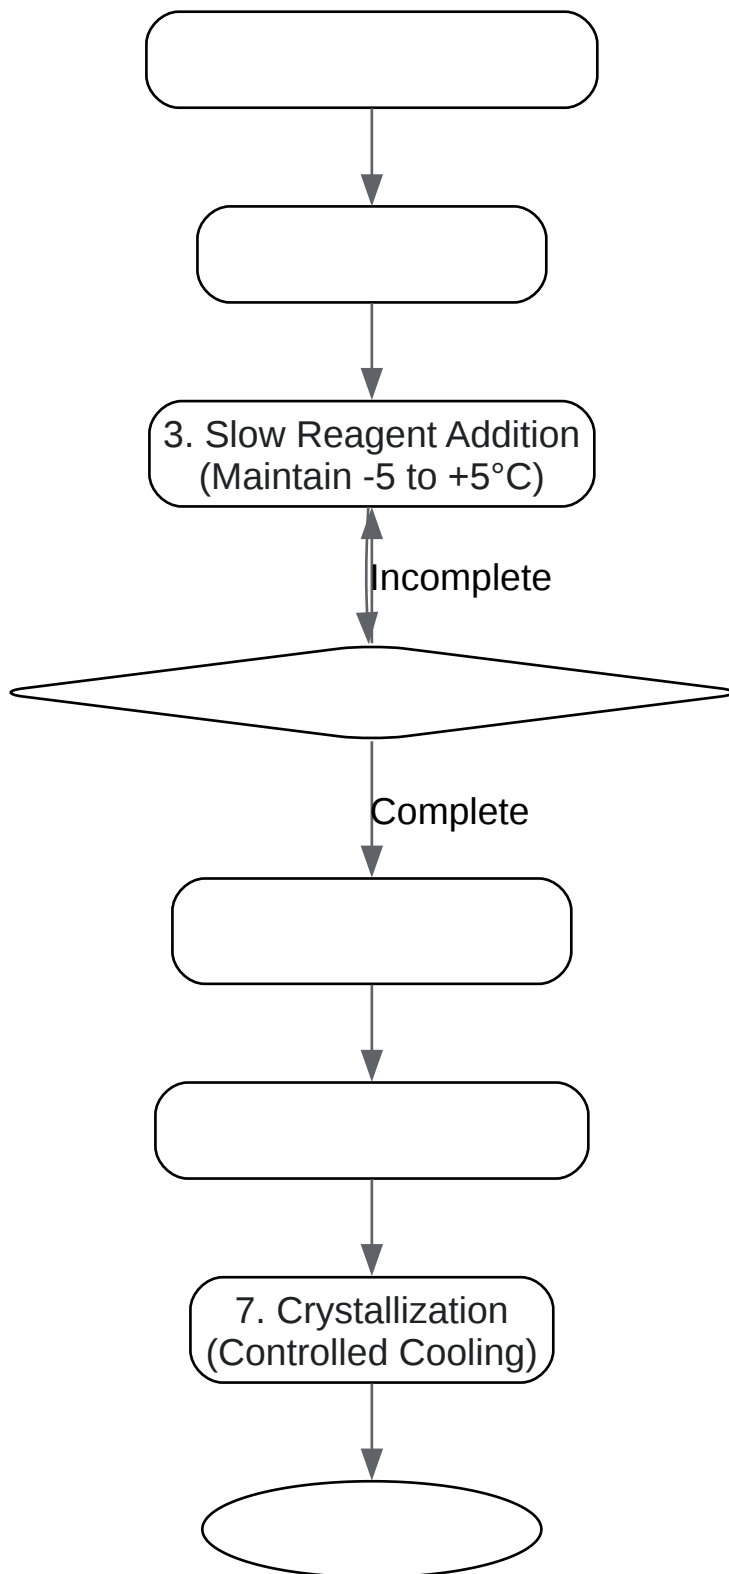 3. Slow Reagent Addition
(Maintain -5 to +5°C)
Incomplete
Complete
7. Crystallization
(Controlled Cooling)